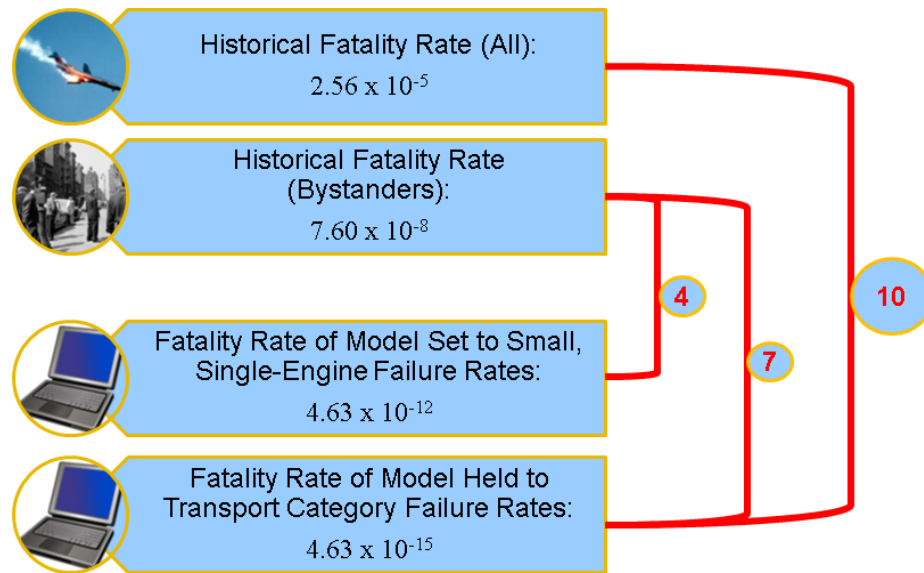 Historical Fatality Rate (All):
2.56 x 10⁻⁵
Historical Fatality Rate
(Bystanders):
7.60 x 10⁻⁸
4
10
Fatality Rate of Model Set to Small,
Single-Engine Failure Rates:
4.63 x 10⁻¹²
7
Fatality Rate of Model Held to
Transport Category Failure Rates:
4.63 x 10⁻¹⁵